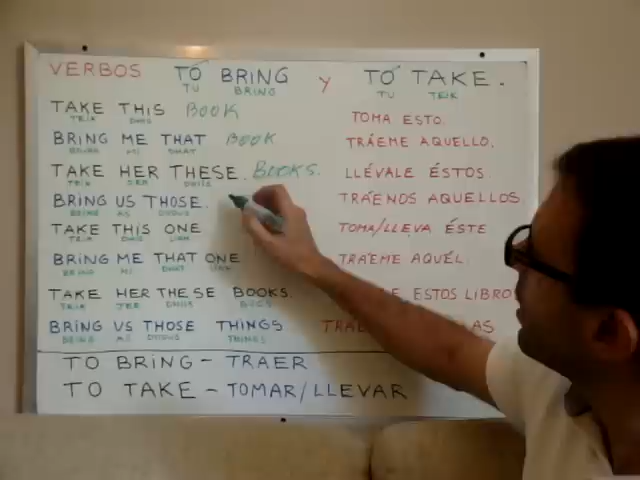 VERBOS TO BRING Y TO TAKE.
TU BRING TU TEIK
TAKE THIS BOOK TOMA ESTO.
TEIK DHIS
BRING ME THAT BOOK TRÁEME AQUELLO.
BRING MI DHAT
TAKE HER THESE. BOOKS. LLÉVALE ÉSTOS.
TEIK JER DHIIS
BRING US THOSE. TRÁENOS AQUELLOS.
BRING AS DHOUS
TAKE THIS ONE TOMA/LLEVA ÉSTE
TEIK DHIS UAN
BRING ME THAT ONE TRÁEME AQUÉL.
BRING MI DHAT UAN
TAKE HER THESE BOOKS. ESTOS LIBROS
TEIK JER DHIIS BUCS
BRING US THOSE THINGS
BRING AS DHOUS THINGS
TO BRING - TRAER
TO TAKE - TOMAR/LLEVAR